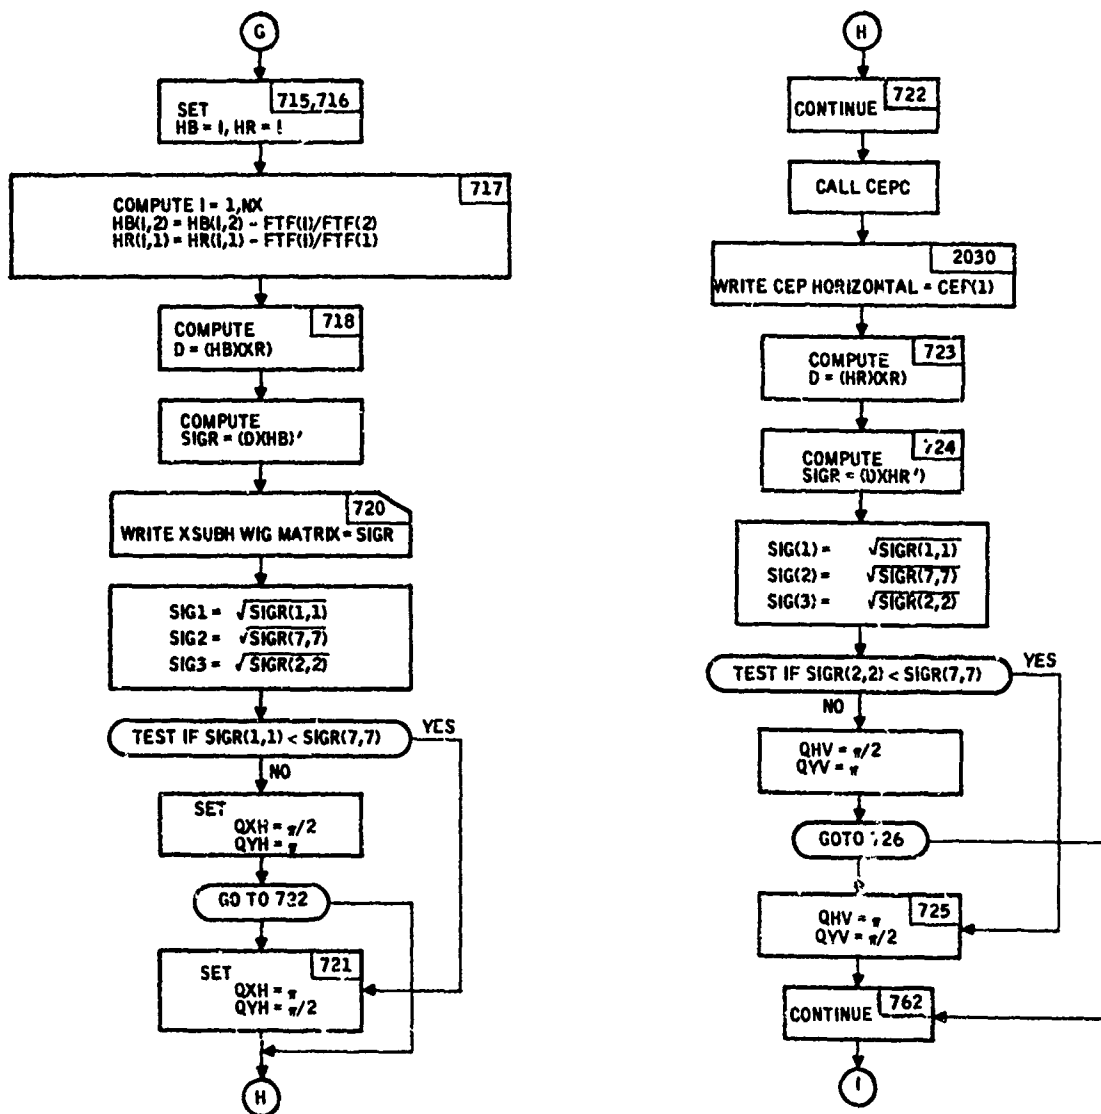 G
715,716
SET
HB = I, HR = I
717
COMPUTE I = 1,NX
HB(I,2) = HB(I,2) - FTF(I)/FTF(2)
HR(I,1) = HR(I,1) - FTF(I)/FTF(1)
718
COMPUTE
D = (HB)(XR)
COMPUTE
SIGR = (DXHB)'
720
WRITE X SUBH WIG MATRIX = SIGR
SIG1 = √SIGR(1,1)
SIG2 = √SIGR(7,7)
SIG3 = √SIGR(2,2)
TEST IF SIGR(1,1) < SIGR(7,7)
YES
NO
SET
QXH = π/2
QYH = π
GO TO 722
721
SET
QXH = π
QYH = π/2
H
H
722
CONTINUE
CALL CEPC
2030
WRITE CEP HORIZONTAL = CEP(1)
723
COMPUTE
D = (HR)(XR)
724
COMPUTE
SIGR = (DXHR')
SIG(1) = √SIGR(1,1)
SIG(2) = √SIGR(7,7)
SIG(3) = √SIGR(2,2)
TEST IF SIGR(2,2) < SIGR(7,7)
YES
NO
QHV = π/2
QYV = π
GOTO 726
725
QHV = π
QYV = π/2
762
CONTINUE
I